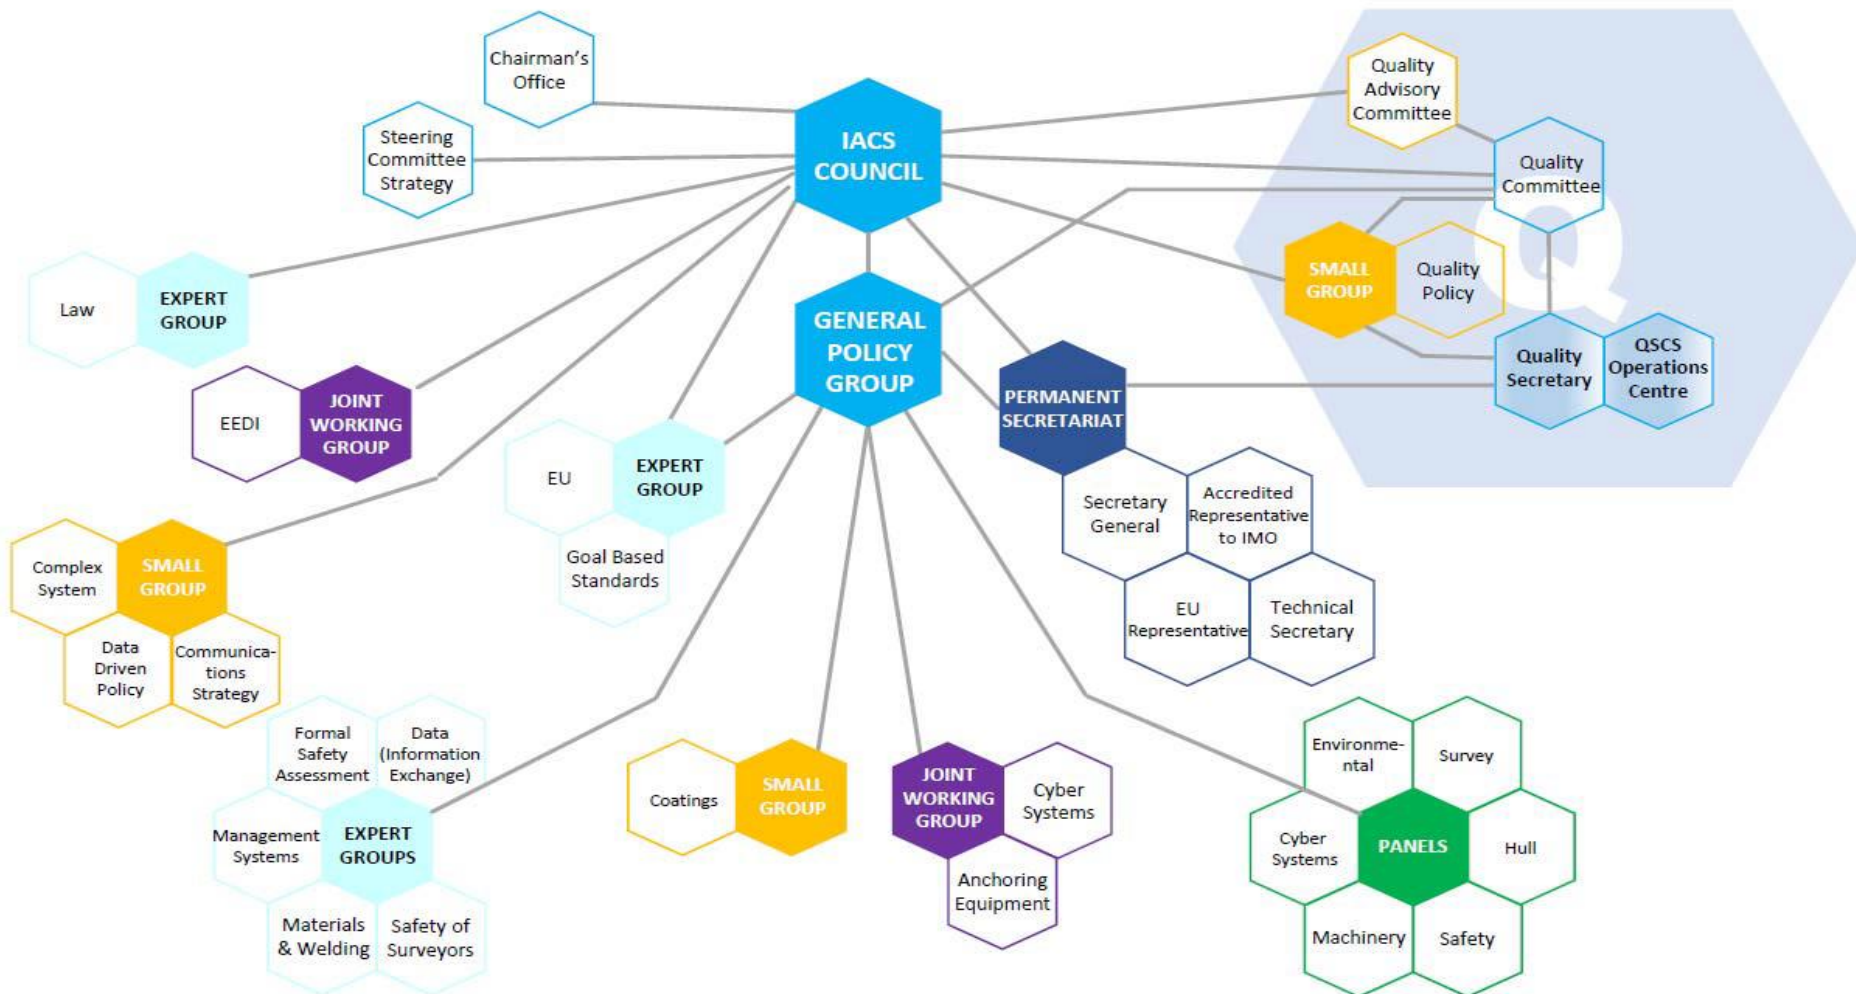 Chairman's
Office
Steering
Committee
Strategy
IACS
COUNCIL
Quality
Advisory
Committee
Quality
Committee
Q
SMALL
GROUP
Quality
Policy
Quality
Secretary
QSCS
Operations
Centre
Law
EXPERT
GROUP
GENERAL
POLICY
GROUP
EEDI
JOINT
WORKING
GROUP
PERMANENT
SECRETARIAT
EU
EXPERT
GROUP
Goal Based
Standards
Secretary
General
Accredited
Representative
to IMO
EU
Representative
Technical
Secretary
Complex
System
SMALL
GROUP
Data
Driven
Policy
Communica-
tions
Strategy
Formal
Safety
Assessment
Data
(Information
Exchange)
Management
Systems
EXPERT
GROUPS
Materials
& Welding
Safety of
Surveyors
Coatings
SMALL
GROUP
JOINT
WORKING
GROUP
Cyber
Systems
Anchoring
Equipment
Environme-
ntal
Survey
Cyber
Systems
PANELS
Hull
Machinery
Safety